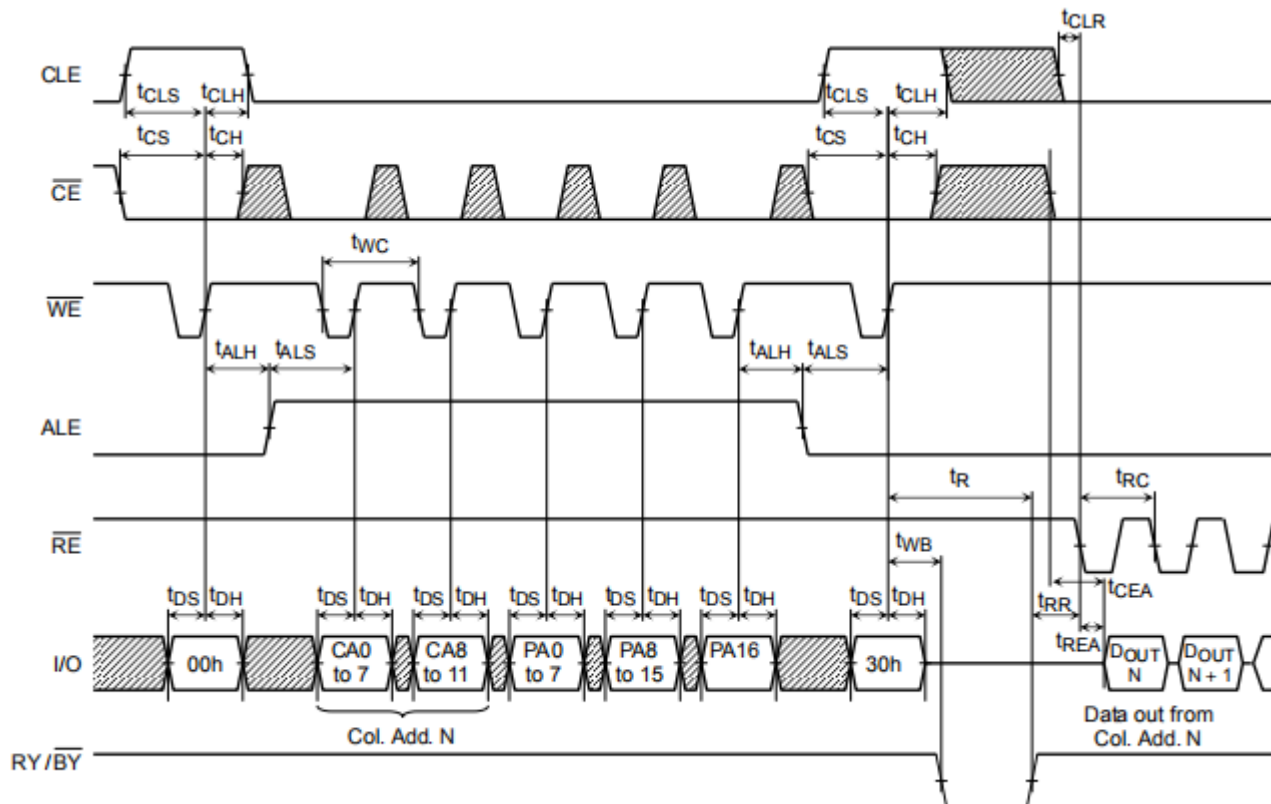 tCLR
CLE
tCLS tCLH tCLS tCLH
tCS tCH tCS tCH
CE
tWC
WE
tALH tALS tALH tALS
ALE
tR tRC
RE
tWB
tDS tDH tDS tDH tDS tDH tDS tDH tDS tDH tDS tDH tDS tDH tRR tCEA
tREA
I/O 00h CA0 to 7 CA8 to 11 PA0 to 7 PA8 to 15 PA16 30h DOUT N DOUT N + 1
Col. Add. N
Data out from
Col. Add. N
RY/BY